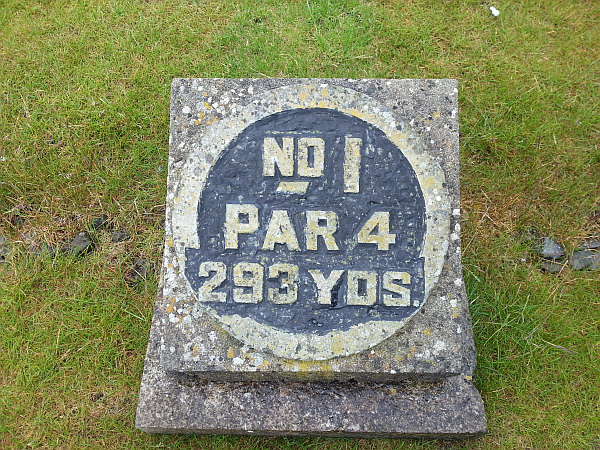 NO 1
PAR 4
293 YDS.